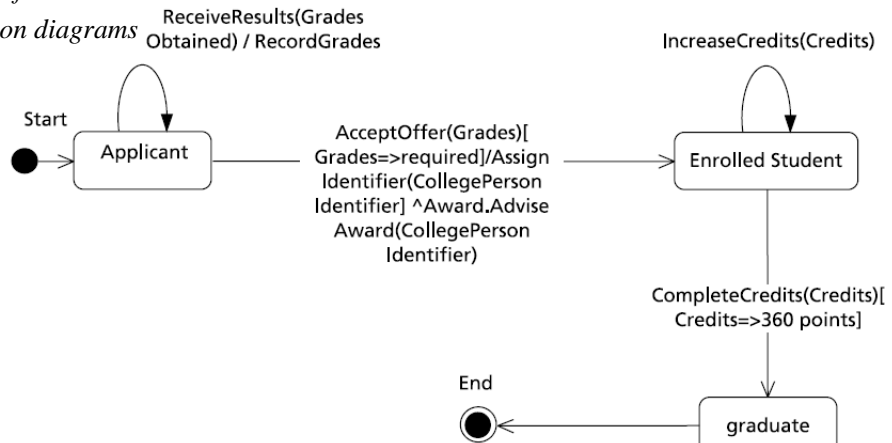 on diagrams
ReceiveResults(Grades
Obtained) / RecordGrades
IncreaseCredits(Credits)
Start
Applicant
AcceptOffer(Grades)[
Grades=>required]/Assign
Identifier(CollegePerson
Identifier] ^Award.Advise
Award(CollegePerson
Identifier)
Enrolled Student
CompleteCredits(Credits)[
Credits=>360 points]
End
graduate